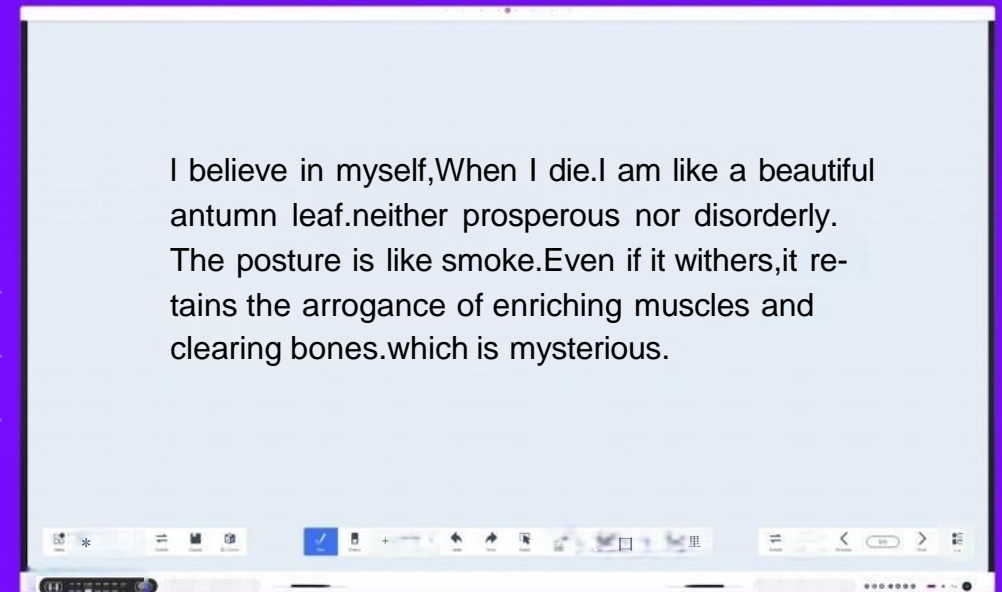 I believe in myself,When I die.I am like a beautiful
antumn leaf.neither prosperous nor disorderly.
The posture is like smoke.Even if it withers,it re-
tains the arrogance of enriching muscles and
clearing bones.which is mysterious.
里